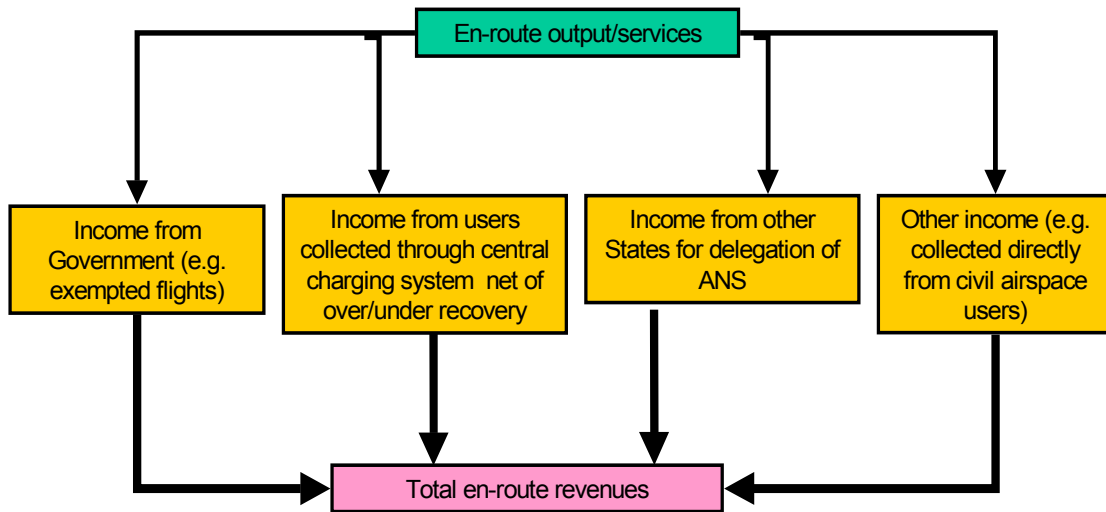 En-route output/services
Income from
Government (e.g.
exempted flights)
Income from users
collected through central
charging system net of
over/under recovery
Income from other
States for delegation of
ANS
Other income (e.g.
collected directly
from civil airspace
users)
Total en-route revenues